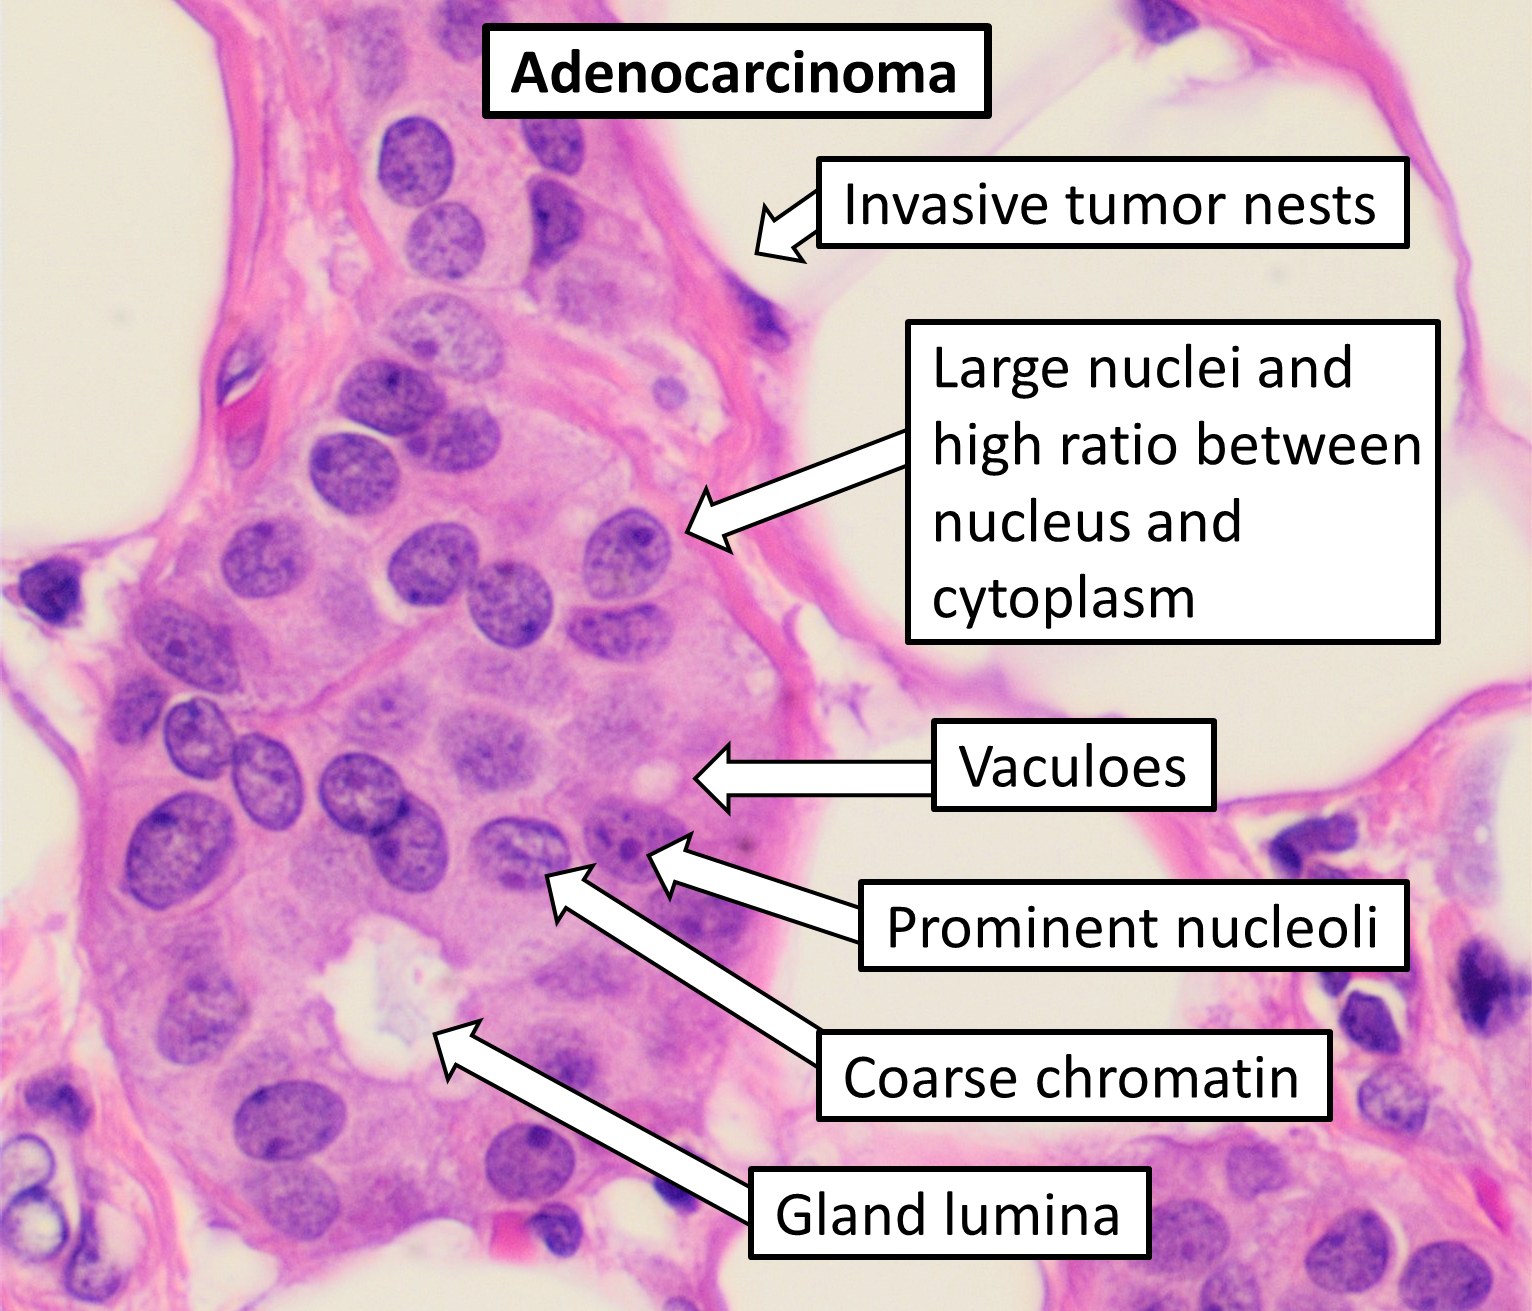 Adenocarcinoma
Invasive tumor nests
Large nuclei and
high ratio between
nucleus and
cytoplasm
Vaculoes
Prominent nucleoli
Coarse chromatin
Gland lumina